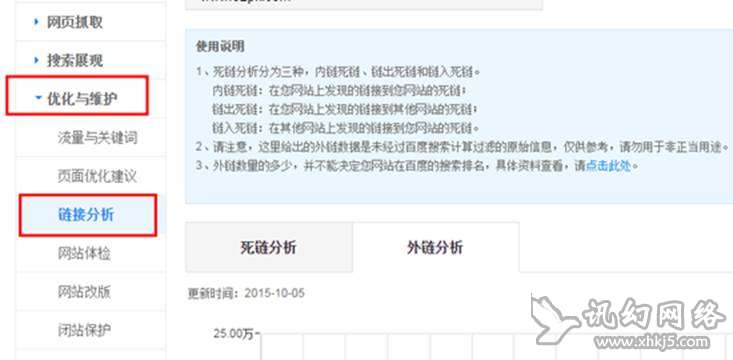 网页抓取
搜索展观
优化与维护
流量与关键词
页面优化建议
链接分析
网站体检
网站改版
闭站保护
使用说明
1、死链分析分为三种，内链死链、链出死链和链入死链。
内链死链：在您网站上发现的链接到您网站的死链；
链出死链：在您网站上发现的链接到其他网站的死链；
链入死链：在其他网站上发现的链接到您网站的死链。
2、请注意，这里给出的外链数据是未经过百度搜索计算过滤的原始信息，仅供参考，请勿用于非正当用途。
3、外链数量的多少，并不能决定您网站在百度的搜索排名，具体资料查看，请点击此处。
死链分析 外链分析
更新时间：2015-10-05
25.00万
讯幻网络
www.xhkj5.com